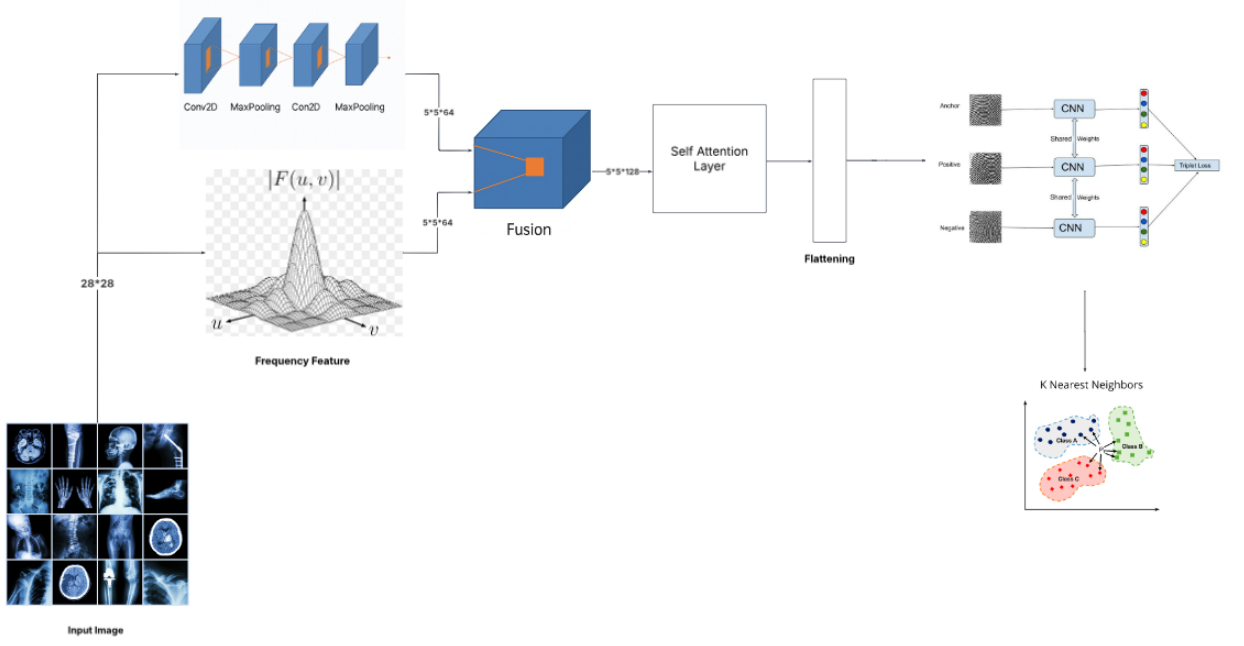 Conv2D
MaxPooling
Con2D
MaxPooling
5*5*64
|F(u, v)|
u
v
Frequency Feature
5*5*64
28*28
Input Image
Fusion
5*5*128
Self Attention
Layer
Flattening
Anchor
CNN
Shared Weights
Positive
CNN
Triplet Loss
Shared Weights
Negative
CNN
K Nearest Neighbors
Class A
Class B
Class C